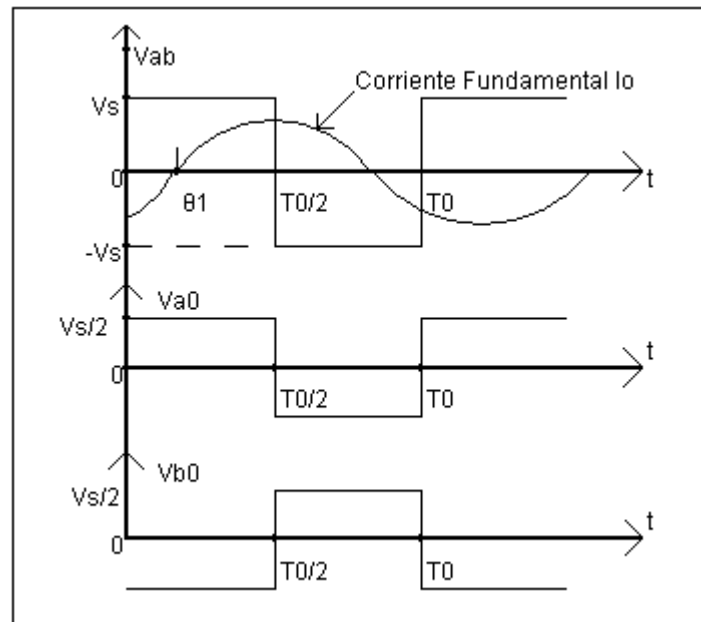 Vab
Corriente Fundamental Io
Vs
0
θ1
T0/2
T0
t
-Vs
Va0
Vs/2
0
T0/2
T0
t
Vb0
Vs/2
0
T0/2
T0
t